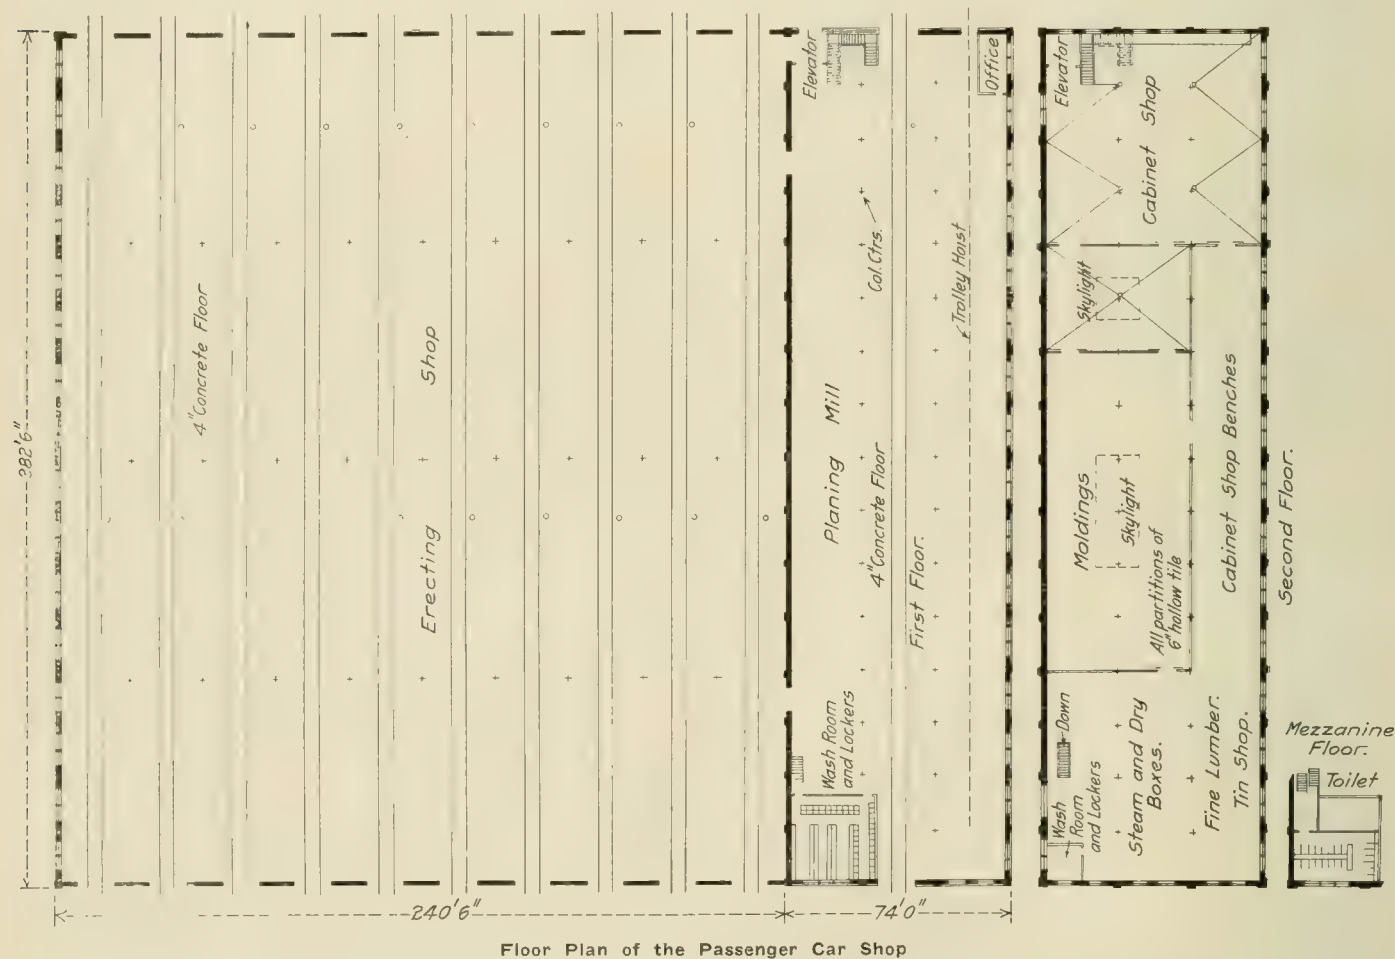 Elevator
Office
Elevator
Cabinet Shop
Col. Ctrs.
Trolley Hoist
Skylight
4" Concrete Floor
Erecting Shop
282'6"
Planing Mill
4" Concrete Floor
First Floor.
Moldings
Skylight
All partitions of
6" hollow tile
Cabinet Shop Benches
Second Floor.
Wash Room
and Lockers
Down
Wash
Room
and Lockers
Steam and Dry
Boxes.
Fine Lumber.
Tin Shop.
Mezzanine
Floor.
Toilet
240'6"
74'0"
Floor Plan of the Passenger Car Shop